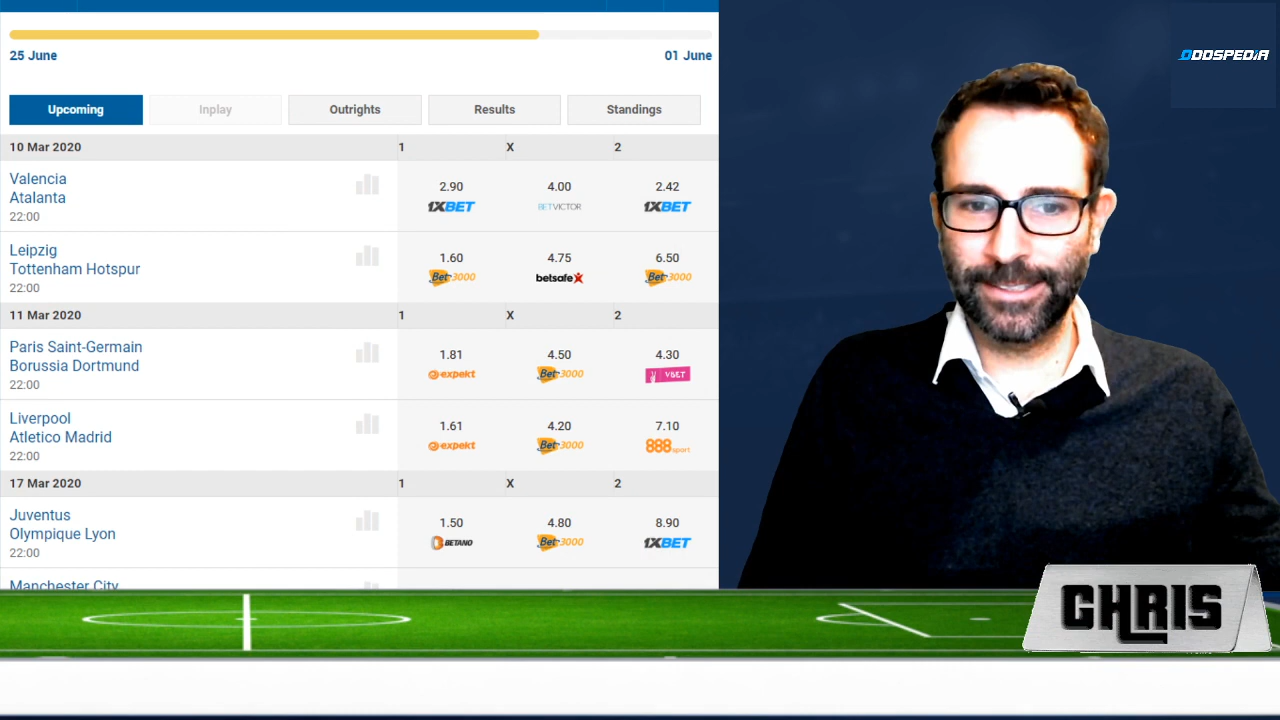 25 June
01 June
Upcoming
Inplay
Outrights
Results
Standings
10 Mar 2020
1
X
2
Valencia
Atalanta
22:00
2.90
4.00
2.42
1XBET
BETVICTOR
1XBET
Leipzig
Tottenham Hotspur
22:00
1.60
4.75
6.50
Bet3000
betsafe
Bet3000
11 Mar 2020
1
X
2
Paris Saint-Germain
Borussia Dortmund
22:00
1.81
4.50
4.30
expekt
Bet3000
VBET
Liverpool
Atletico Madrid
22:00
1.61
4.20
7.10
expekt
Bet3000
888sport
17 Mar 2020
1
X
2
Juventus
Olympique Lyon
22:00
1.50
4.80
8.90
BETANO
Bet3000
1XBET
Manchester City
ODDSPEDIA
CHRIS